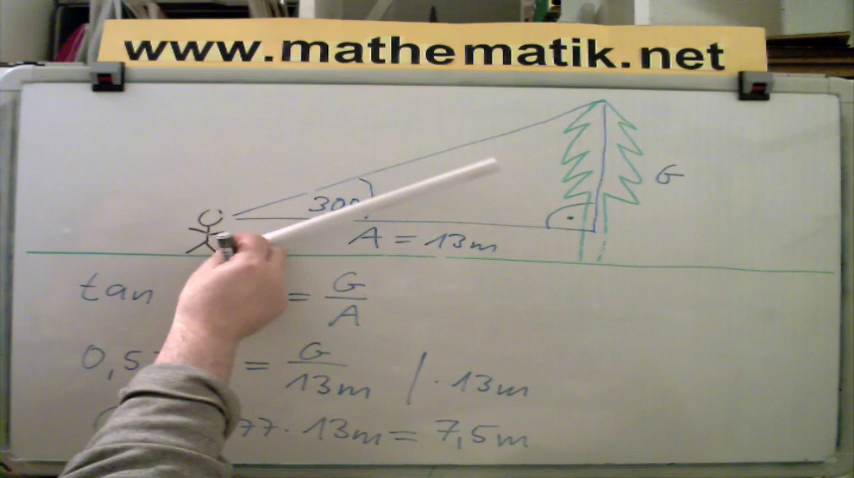 www.mathematik.net
G
30°
A = 13m
tan = G/A
0,5 = G/13m | · 13m
77 · 13m = 7,5m